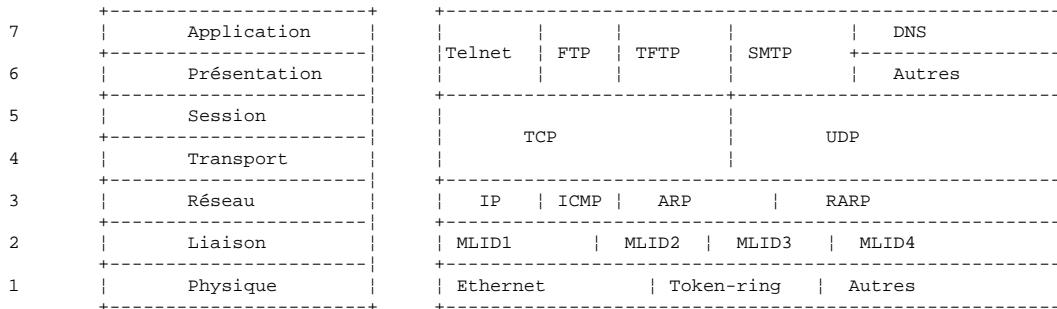 7 Application DNS
Telnet FTP TFTP SMTP
6 Présentation Autres
5 Session
TCP UDP
4 Transport
3 Réseau IP ICMP ARP RARP
2 Liaison MLID1 MLID2 MLID3 MLID4
1 Physique Ethernet Token-ring Autres